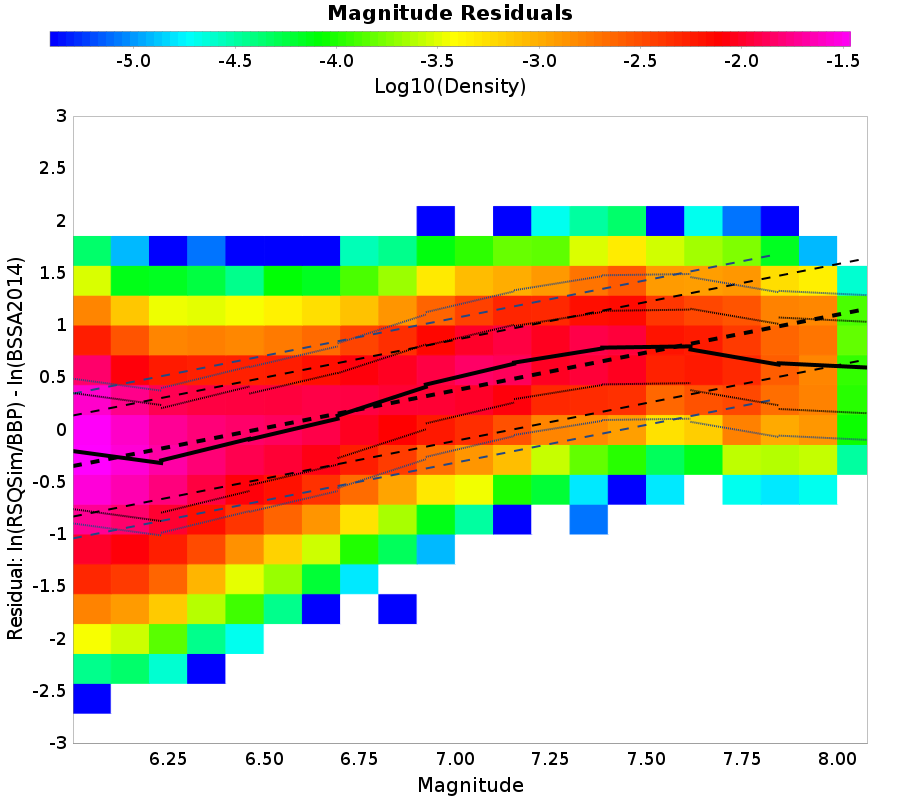 Magnitude Residuals
-5.0 -4.5 -4.0 -3.5 -3.0 -2.5 -2.0 -1.5
Log10(Density)
Residual: ln(RSQSim/BBP) - ln(BSSA2014)
3
2.5
2
1.5
1
0.5
0
-0.5
-1
-1.5
-2
-2.5
-3
6.25 6.50 6.75 7.00 7.25 7.50 7.75 8.00
Magnitude